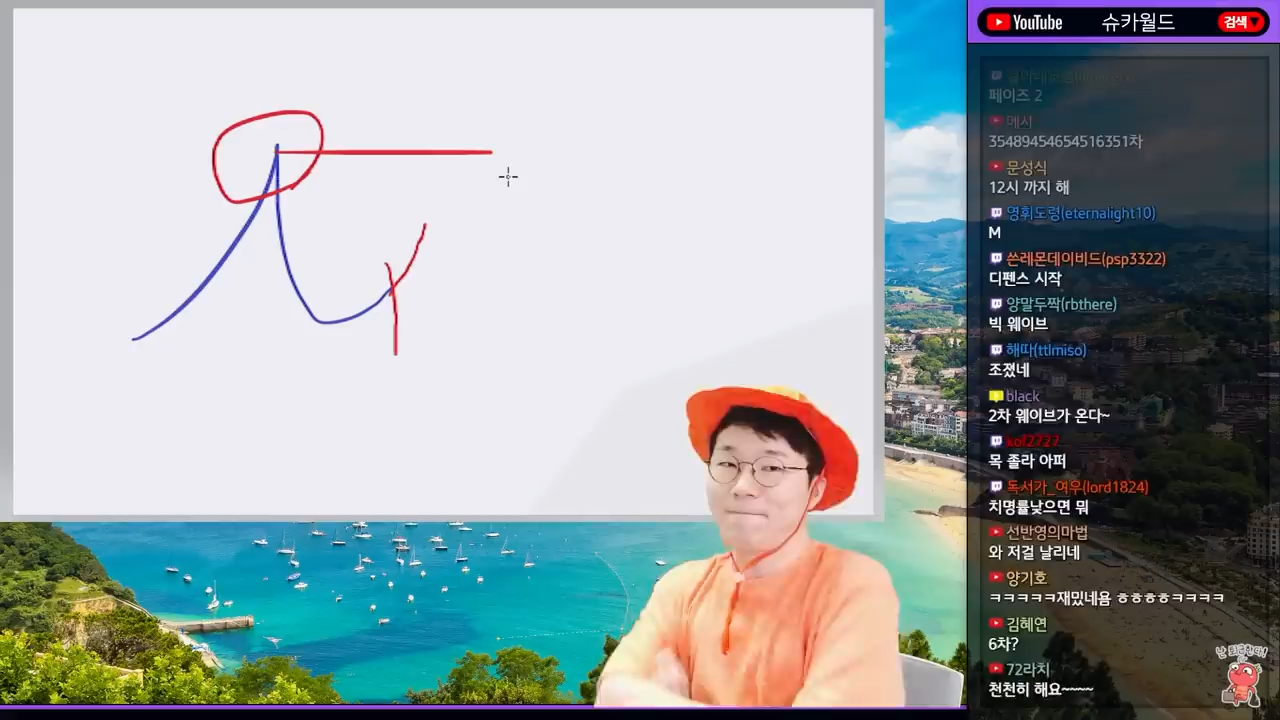 YouTube 슈카월드 검색
페이즈 2
메시
35489454654516351차
문성식
12시 까지 해
명휘도령(eternalight10)
M
쓴레몬데이비드(psp3322)
디펜스 시작
양말두짝(rbthere)
빅 웨이브
해따(ttlmiso)
조졌네
black
2차 웨이브가 온다~
kof2727
목 졸라 아퍼
독서가_여우(lord1824)
치명률낮으면 뭐
선반영의마법
와 저걸 날리네
양기호
ㅋㅋㅋㅋㅋ재밌네욤 ㅎㅎㅎㅎㅋㅋㅋㅋ
김혜연
6차?
72라치
천천히 해요~~~~